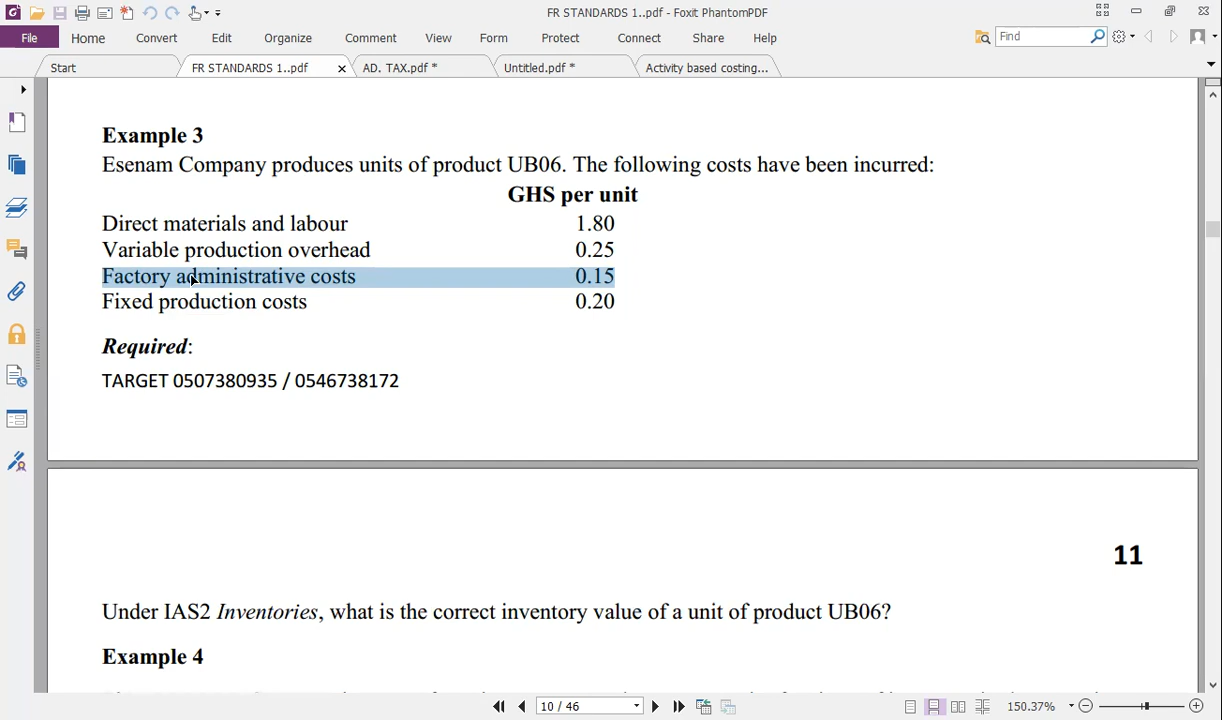 FR STANDARDS 1..pdf - Foxit PhantomPDF
File Home Convert Edit Organize Comment View Form Protect Connect Share Help Find
Start FR STANDARDS 1..pdf AD. TAX.pdf * Untitled.pdf * Activity based costing...
Example 3
Esenam Company produces units of product UB06. The following costs have been incurred:
GHS per unit
Direct materials and labour 1.80
Variable production overhead 0.25
Factory administrative costs 0.15
Fixed production costs 0.20
Required:
TARGET 0507380935 / 0546738172
11
Under IAS2 Inventories, what is the correct inventory value of a unit of product UB06?
Example 4
10 / 46 150.37%